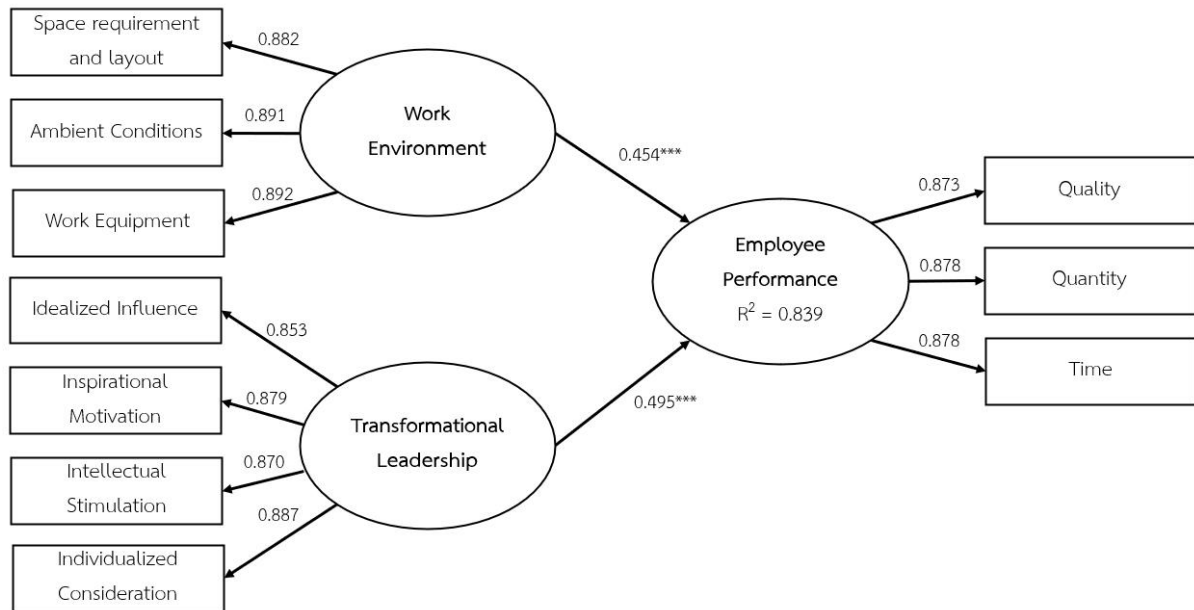 Space requirement
and layout
0.882
Ambient Conditions
0.891
Work Equipment
0.892
Work
Environment
Idealized Influence
0.853
Inspirational
Motivation
0.879
Intellectual
Stimulation
0.870
Individualized
Consideration
0.887
Transformational
Leadership
0.454***
0.495***
Employee
Performance
R² = 0.839
0.873
Quality
0.878
Quantity
0.878
Time